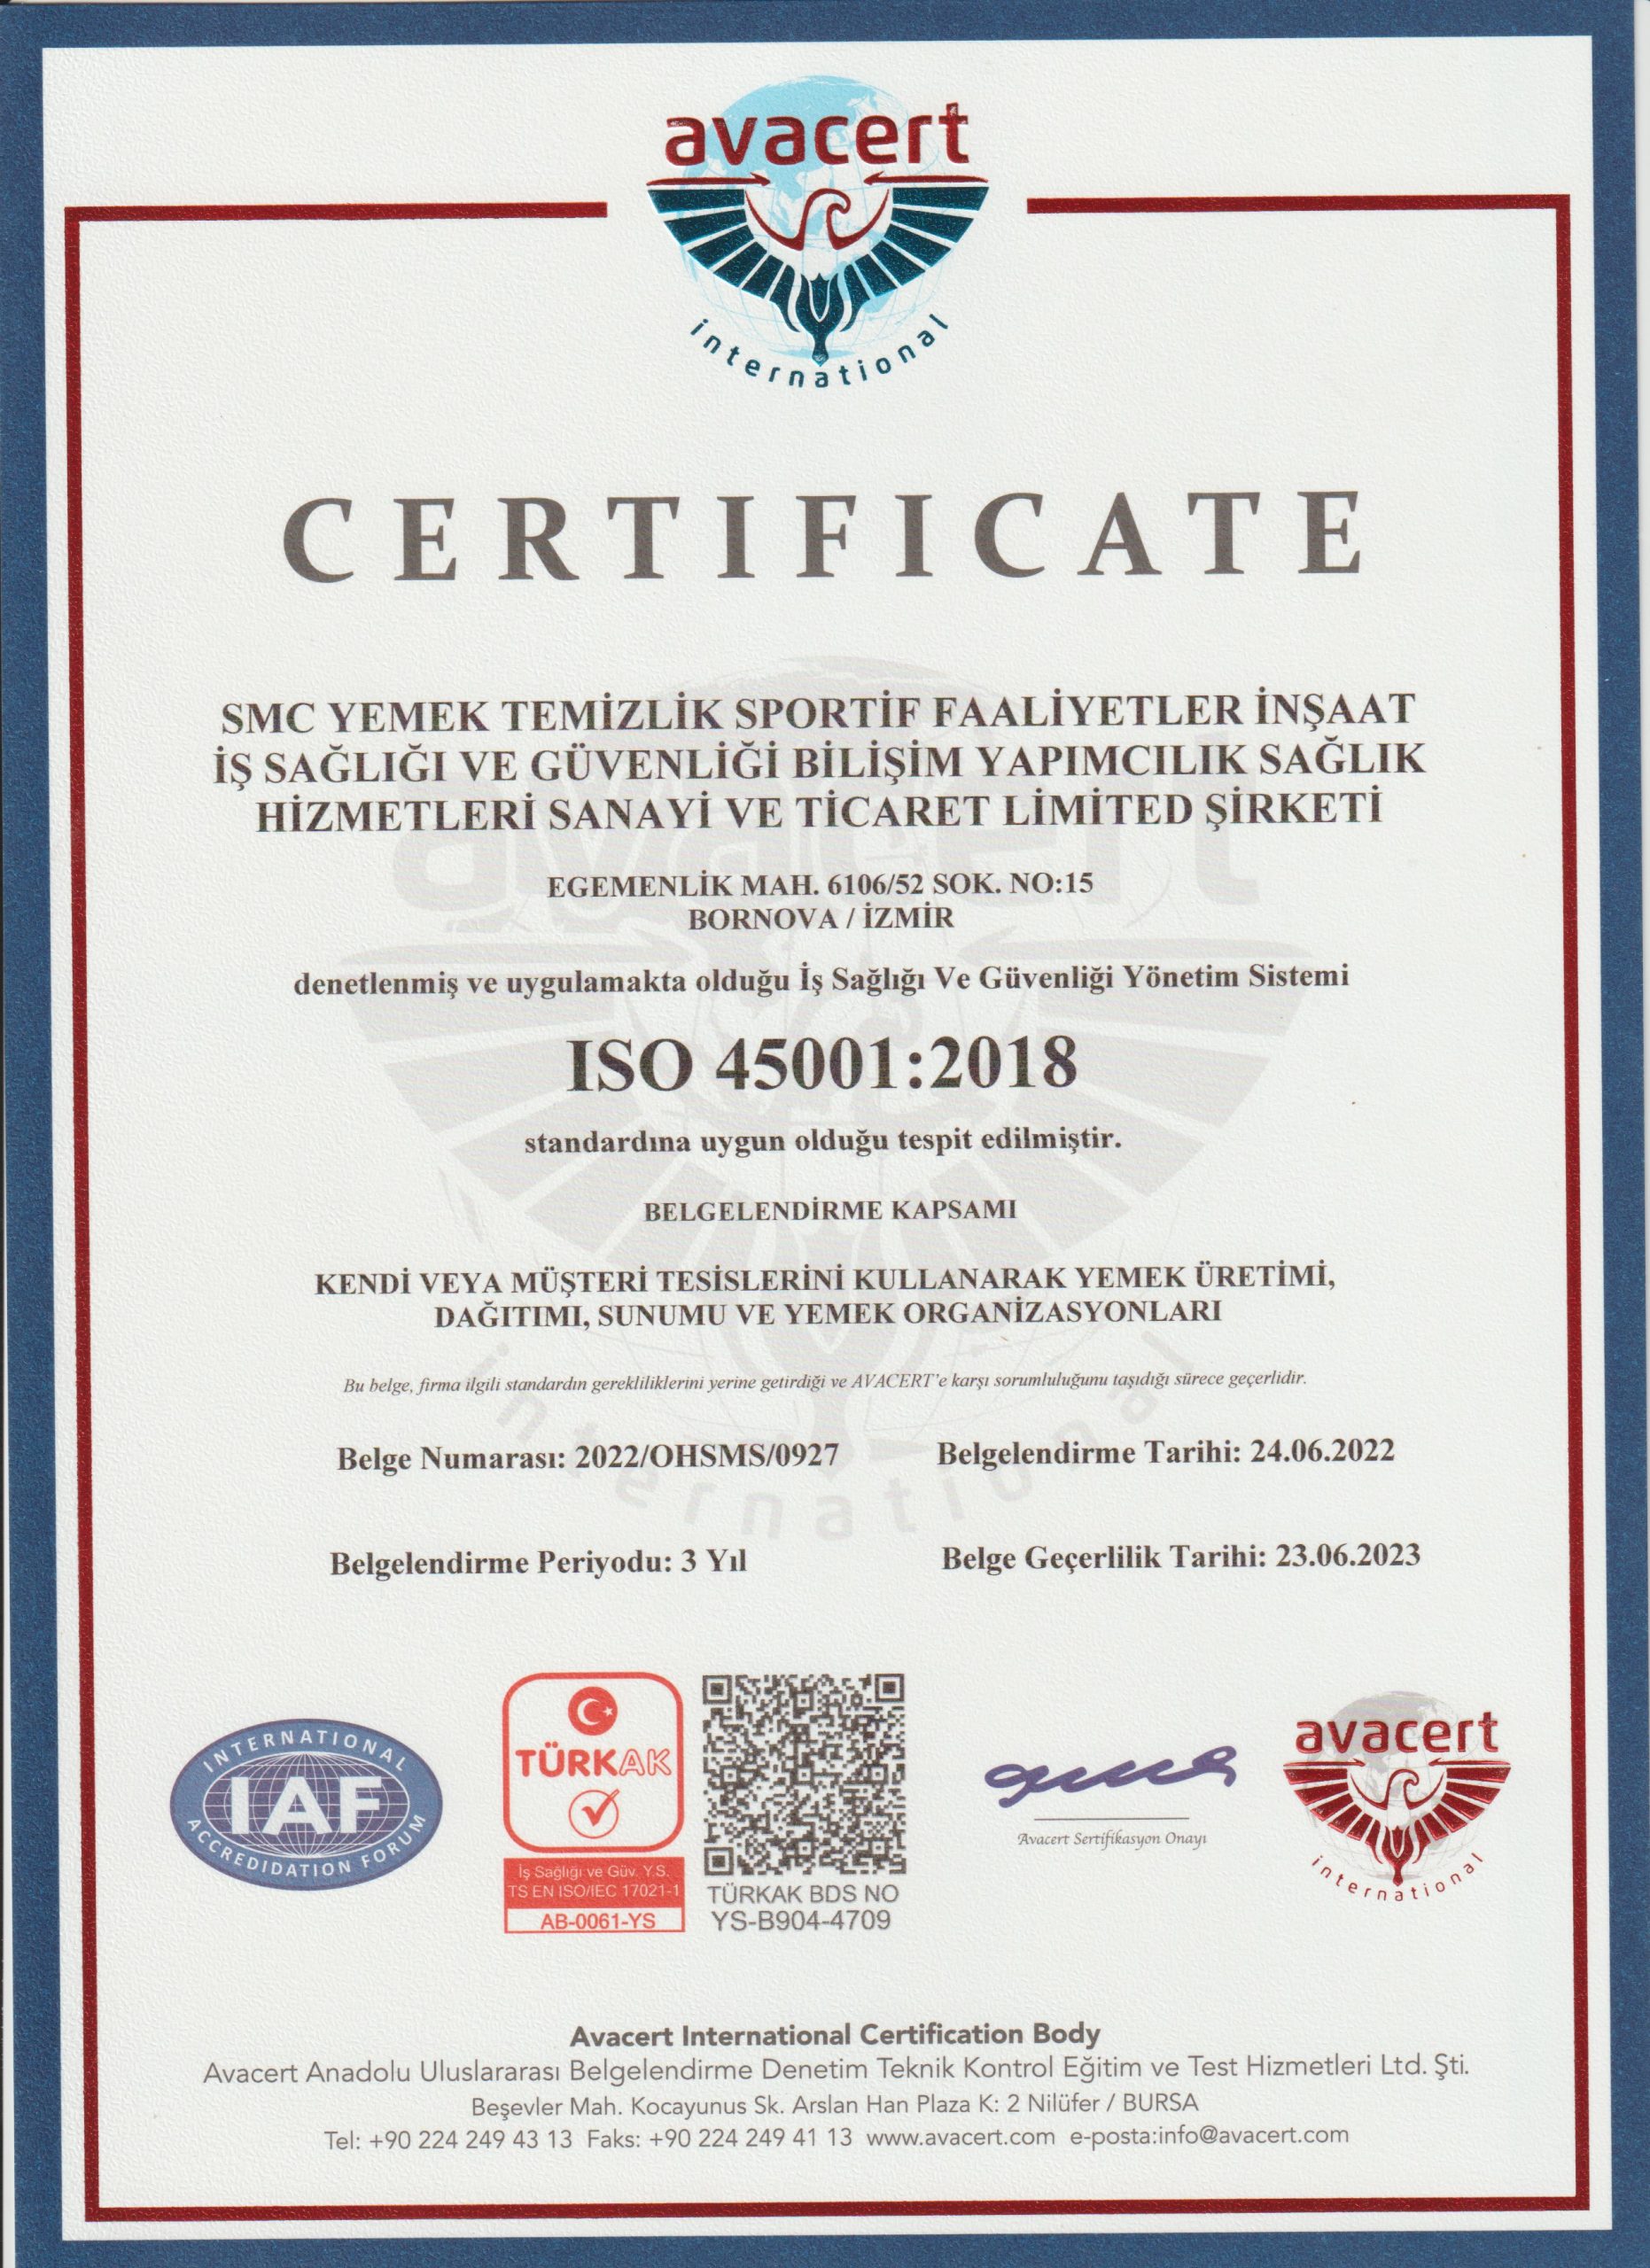 avacert
international
CERTIFICATE
SMC YEMEK TEMİZLİK SPORTİF FAALİYETLER İNŞAAT
İŞ SAĞLIĞI VE GÜVENLİĞİ BİLİŞİM YAPIMCILIK SAĞLIK
HİZMETLERİ SANAYİ VE TİCARET LİMİTED ŞİRKETİ
EGEMENLİK MAH. 6106/52 SOK. NO:15
BORNOVA / İZMİR
denetlenmiş ve uygulamakta olduğu İş Sağlığı Ve Güvenliği Yönetim Sistemi
ISO 45001:2018
standardına uygun olduğu tespit edilmiştir.
BELGELENDİRME KAPSAMI
KENDİ VEYA MÜŞTERİ TESİSLERİNİ KULLANARAK YEMEK ÜRETİMİ,
DAĞITIMI, SUNUMU VE YEMEK ORGANİZASYONLARI
Bu belge, firma ilgili standardın gerekliliklerini yerine getirdiği ve AVACERT'e karşı sorumluluğunu taşıdığı sürece geçerlidir.
Belge Numarası: 2022/OHSMS/0927 Belgelendirme Tarihi: 24.06.2022
Belgelendirme Periyodu: 3 Yıl Belge Geçerlilik Tarihi: 23.06.2023
INTERNATIONAL
IAF
ACCREDIDATION FORUM
TÜRKAK
İş Sağlığı ve Güv. Y.S.
TS EN ISO/IEC 17021-1
AB-0061-YS
TÜRKAK BDS NO
YS-B904-4709
Avacert Sertifikasyon Onayı
avacert
international
Avacert International Certification Body
Avacert Anadolu Uluslararası Belgelendirme Denetim Teknik Kontrol Eğitim ve Test Hizmetleri Ltd. Şti.
Beşevler Mah. Kocayunus Sk. Arslan Han Plaza K: 2 Nilüfer / BURSA
Tel: +90 224 249 43 13 Faks: +90 224 249 41 13 www.avacert.com e-posta:info@avacert.com